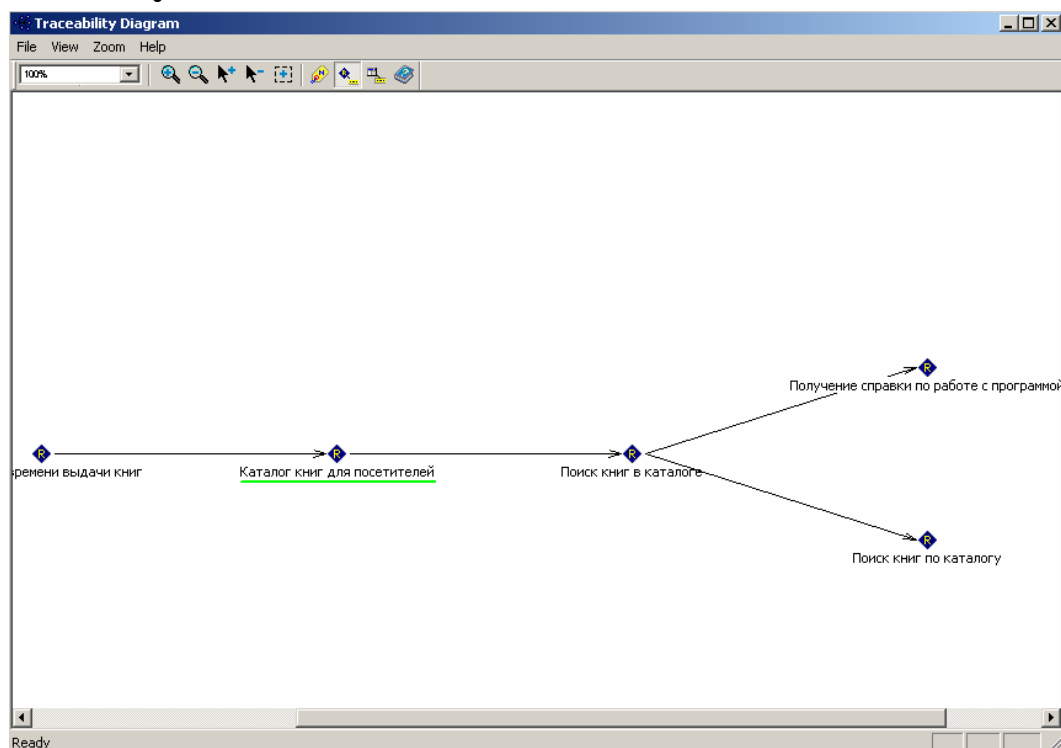 Traceability Diagram
File View Zoom Help
100%
Получение справки по работе с программой
ремени выдачи книг
Каталог книг для посетителей
Поиск книг в каталоге
Поиск книг по каталогу
Ready